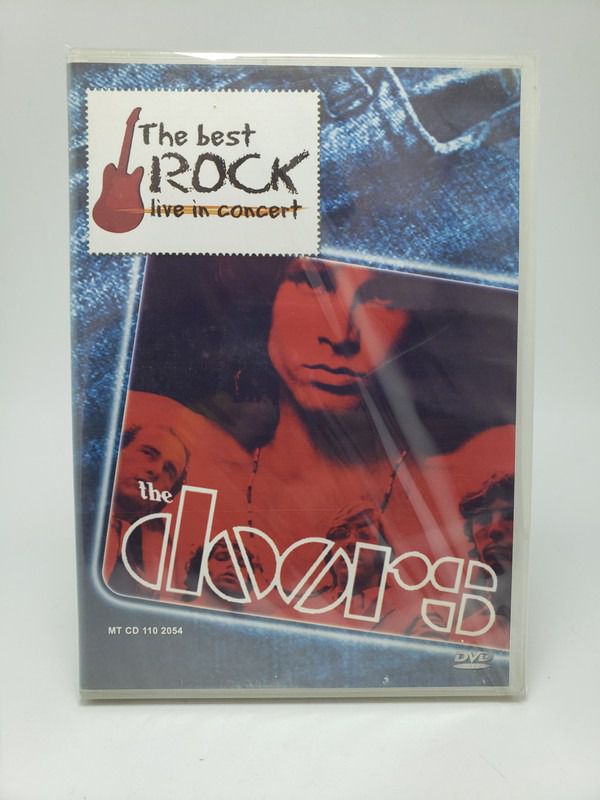 The best
ROCK
live in concert
the
doors
MT CD 110 2054
DVD